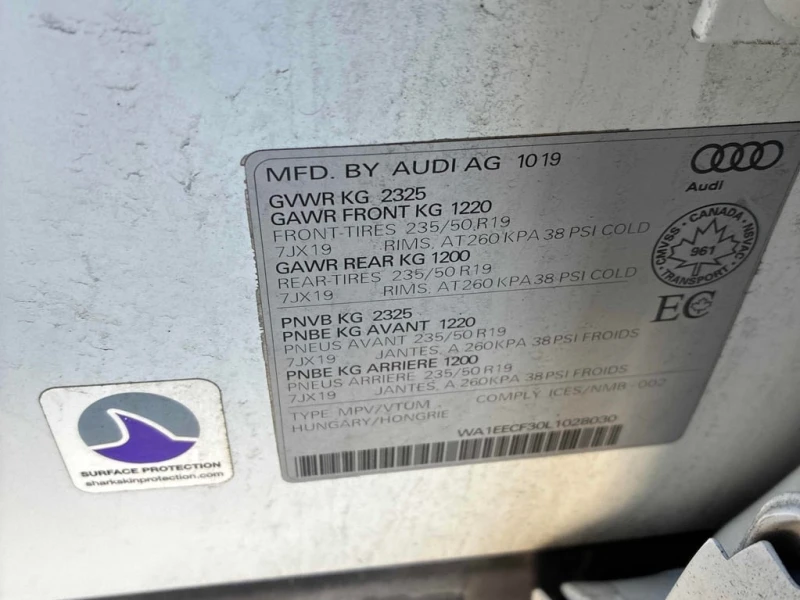 MFD. BY AUDI AG 1019
Audi
GVWR KG 2325
GAWR FRONT KG 1220
FRONT-TIRES 235/50 R19
7JX19 RIMS, AT 260 KPA 38 PSI COLD
GAWR REAR KG 1200
REAR-TIRES 235/50 R19
7JX19 RIMS, AT 260 KPA 38 PSI COLD
CMVSS · CANADA · NSVAC
961
TRANSPORT
EC
PNVB KG 2325
PNBE KG AVANT 1220
PNEUS AVANT 235/50 R19
7JX19 JANTES, A 260 KPA 38 PSI FROIDS
PNBE KG ARRIERE 1200
PNEUS ARRIERE 235/50 R19
7JX19 JANTES, A 260 KPA 38 PSI FROIDS
TYPE MPV/VTUM COMPLY ICES/NMB - 002
HUNGARY/HONGRIE
WA1EECF30L1028030
SURFACE PROTECTION
sharkskinprotection.com